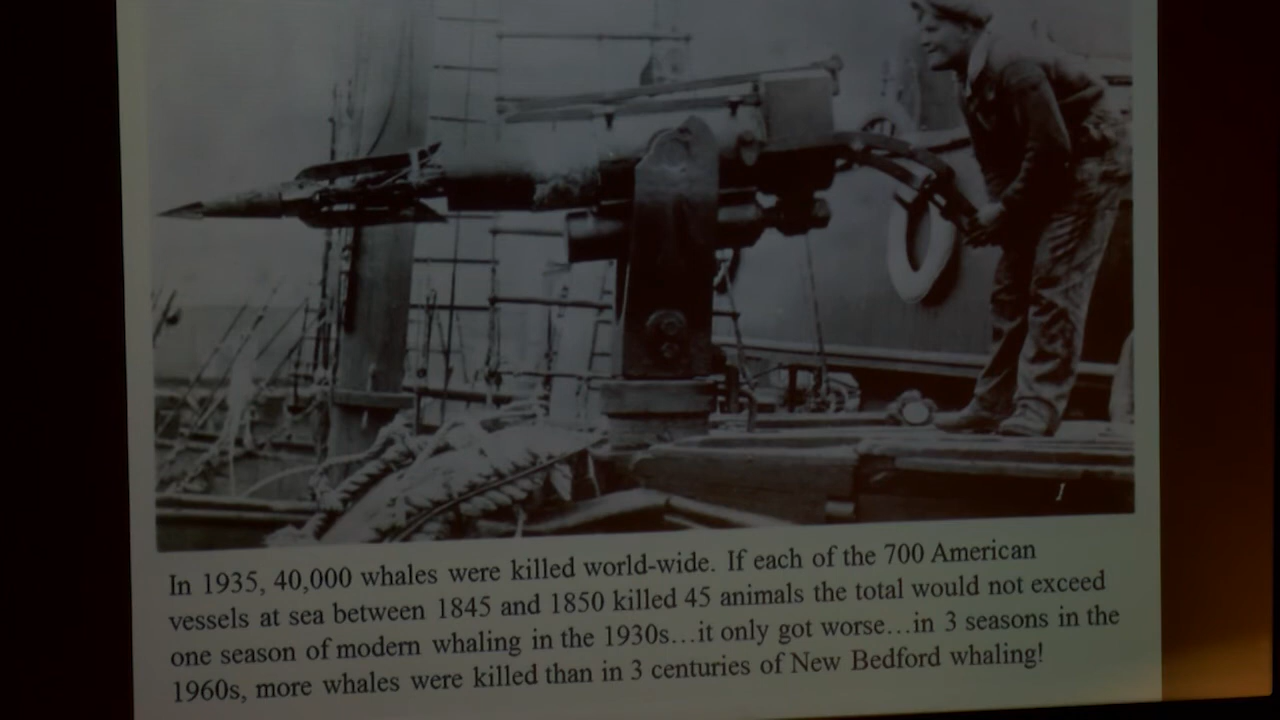 1
In 1935, 40,000 whales were killed world-wide. If each of the 700 American
vessels at sea between 1845 and 1850 killed 45 animals the total would not exceed
one season of modern whaling in the 1930s…it only got worse…in 3 seasons in the
1960s, more whales were killed than in 3 centuries of New Bedford whaling!